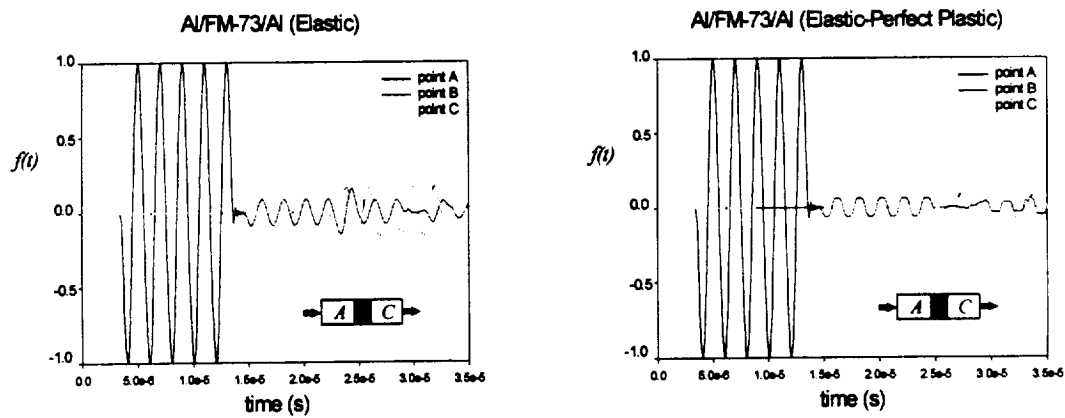 Al/FM-73/Al (Elastic)
1.0
0.5
0.0
-0.5
-1.0
f(t)
point A
point B
point C
A C
0.0 5.0e-6 1.0e-5 1.5e-5 2.0e-5 2.5e-5 3.0e-5 3.5e-5
time (s)
Al/FM-73/Al (Elastic-Perfect Plastic)
1.0
0.5
0.0
-0.5
-1.0
f(t)
point A
point B
point C
A C
0.0 5.0e-6 1.0e-5 1.5e-5 2.0e-5 2.5e-5 3.0e-5 3.5e-5
time (s)